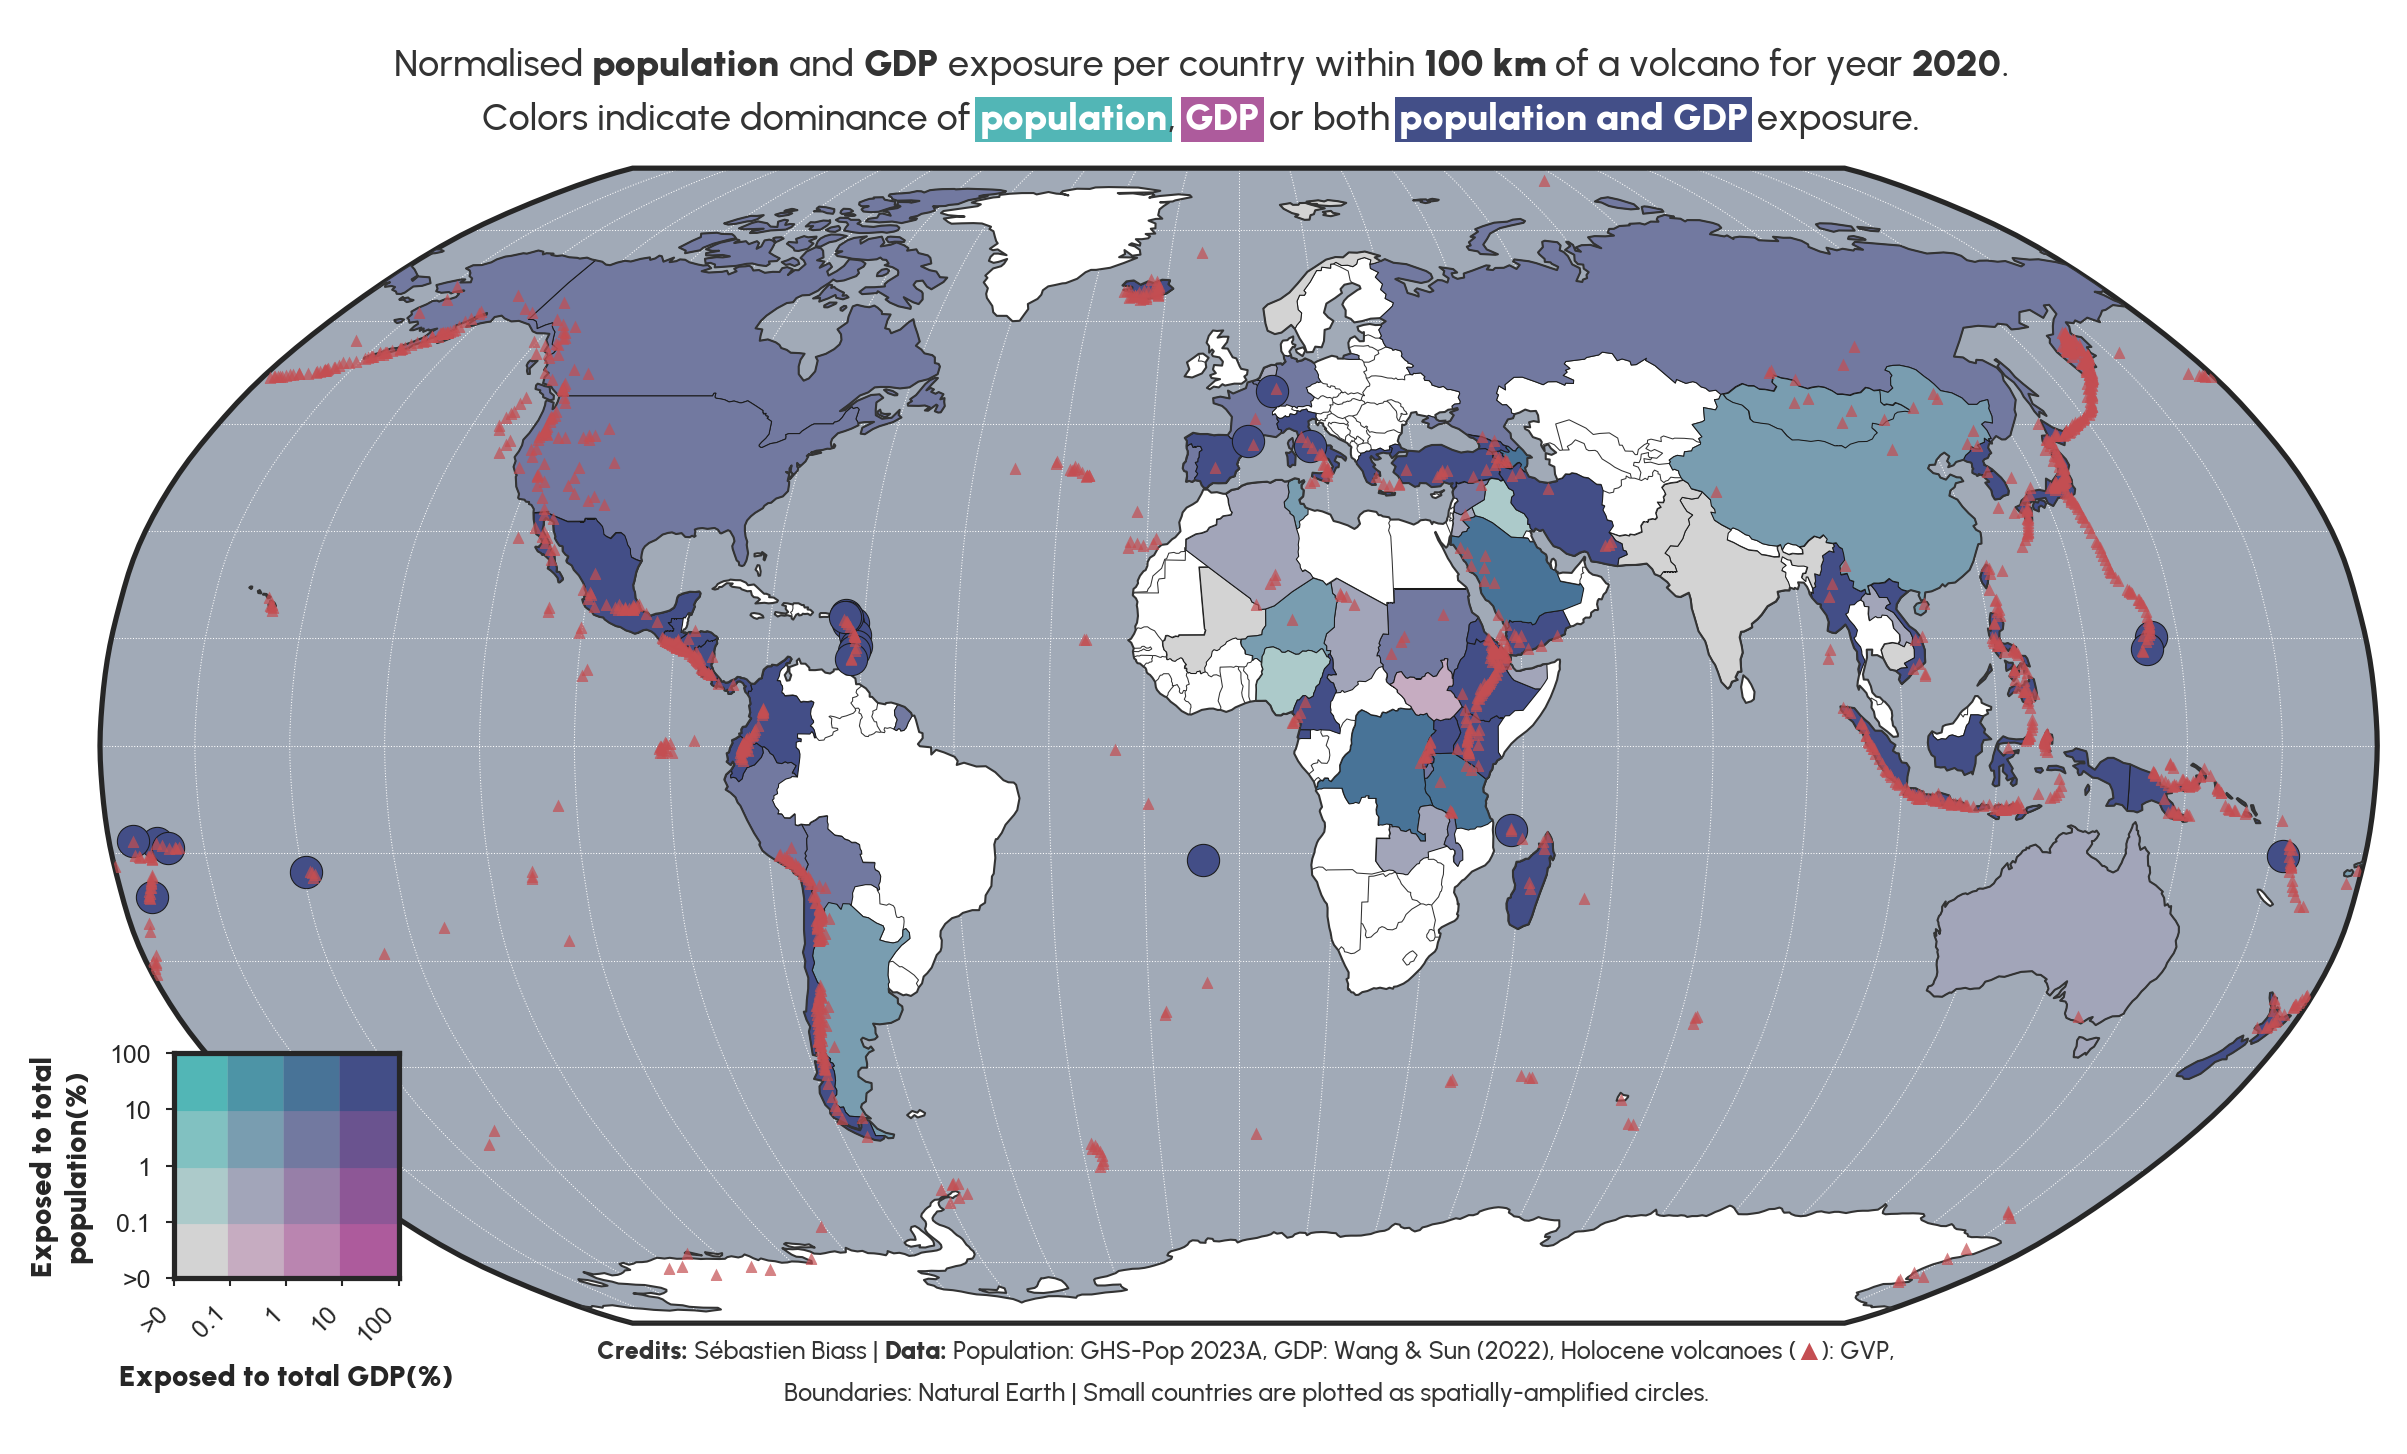 Normalised population and GDP exposure per country within 100 km of a volcano for year 2020.
Colors indicate dominance of population, GDP or both population and GDP exposure.
Exposed to total
population(%)
100
10
1
0.1
>0
>0
0.1
1
10
100
Exposed to total GDP(%)
Credits: Sébastien Biass | Data: Population: GHS-Pop 2023A, GDP: Wang & Sun (2022), Holocene volcanoes (▲): GVP,
Boundaries: Natural Earth | Small countries are plotted as spatially-amplified circles.